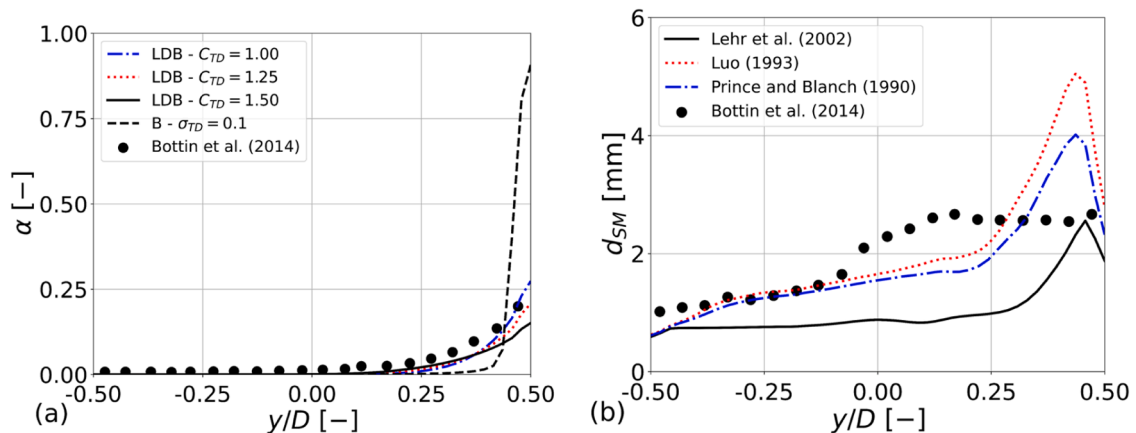 1.00
0.75
0.50
0.25
0.00
α [−]
LDB - C_TD = 1.00
LDB - C_TD = 1.25
LDB - C_TD = 1.50
B - σ_TD = 0.1
Bottin et al. (2014)
-0.50 -0.25 0.00 0.25 0.50
(a)
y/D [−]
6
4
2
0
d_SM [mm]
Lehr et al. (2002)
Luo (1993)
Prince and Blanch (1990)
Bottin et al. (2014)
-0.50 -0.25 0.00 0.25 0.50
(b)
y/D [−]